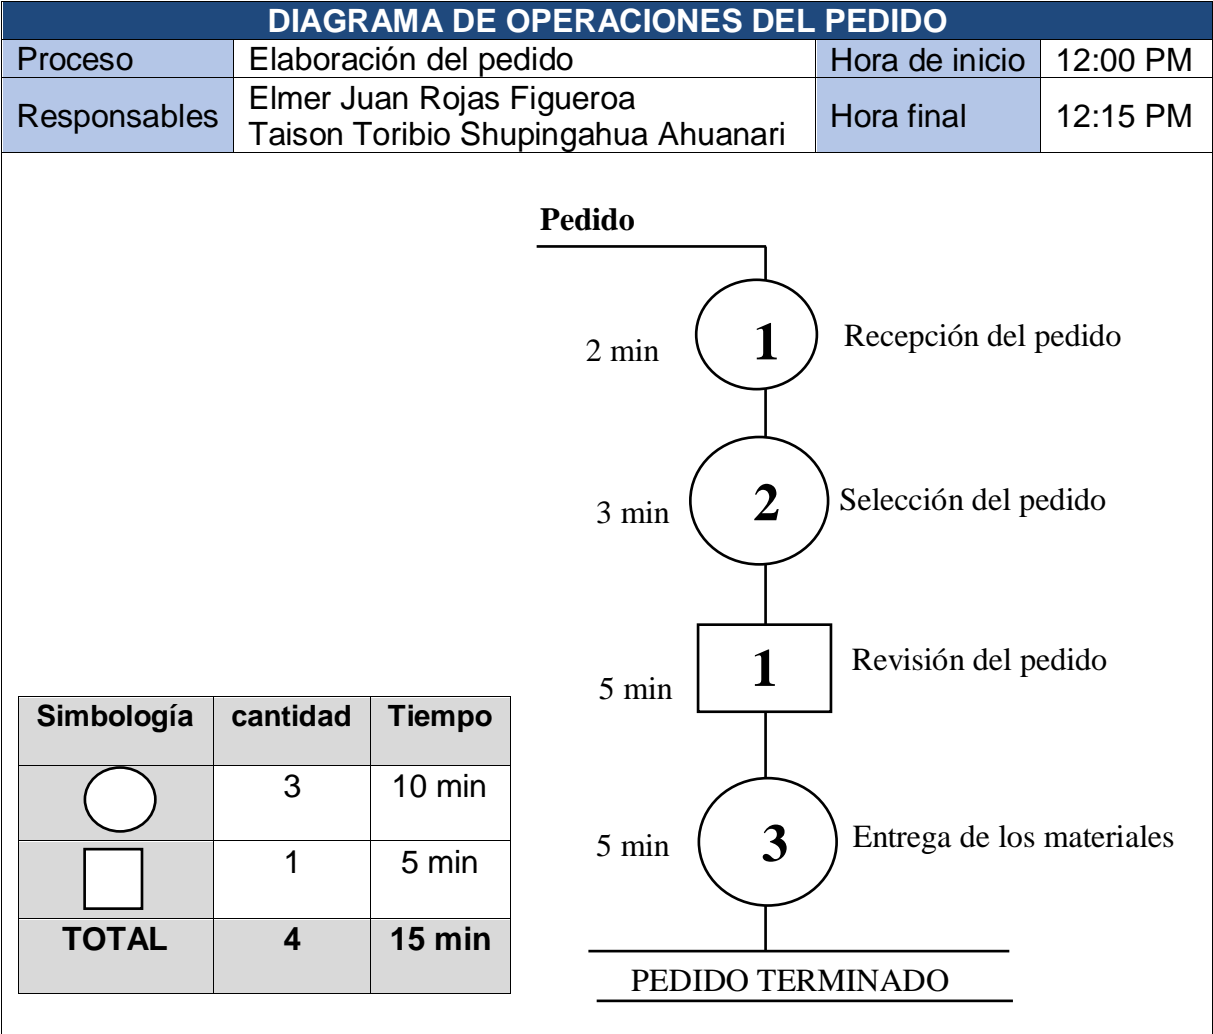 DIAGRAMA DE OPERACIONES DEL PEDIDO
Proceso Elaboración del pedido Hora de inicio 12:00 PM
Responsables Elmer Juan Rojas Figueroa
Taison Toribio Shupingahua Ahuanari Hora final 12:15 PM
Pedido
2 min 1 Recepción del pedido
3 min 2 Selección del pedido
5 min 1 Revisión del pedido
5 min 3 Entrega de los materiales
PEDIDO TERMINADO
Simbología cantidad Tiempo
3 10 min
1 5 min
TOTAL 4 15 min